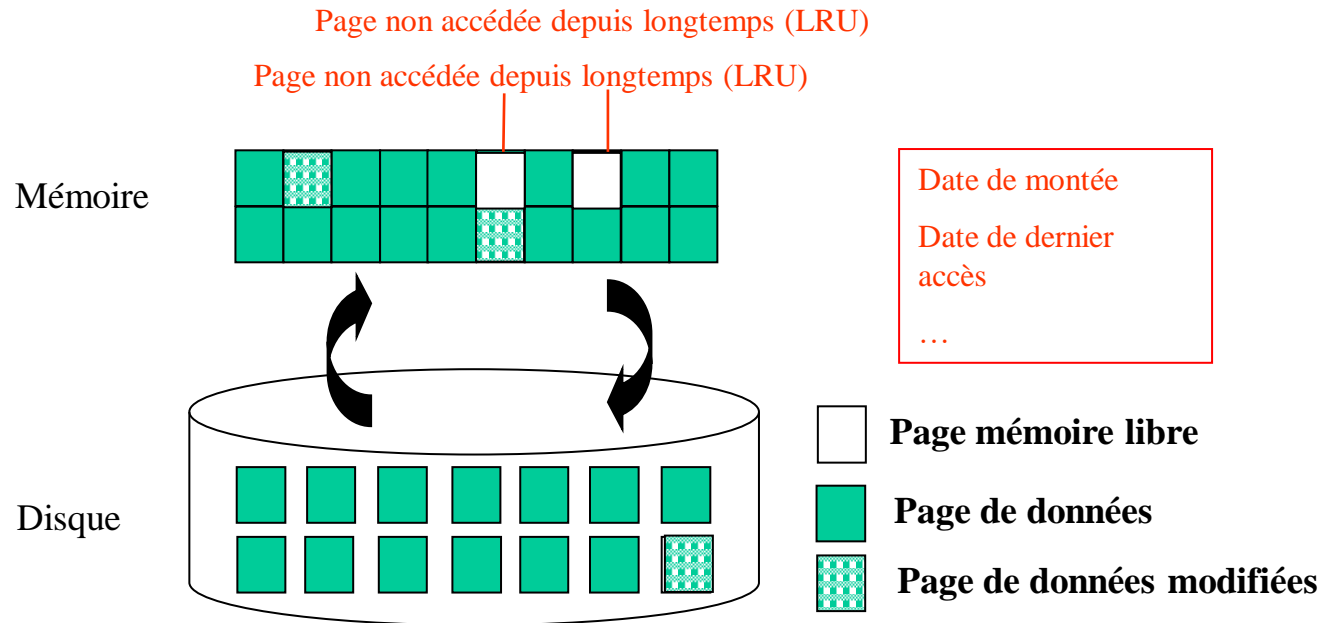 Page non accédée depuis longtemps (LRU)
Page non accédée depuis longtemps (LRU)
Mémoire
Date de montée
Date de dernier
accès
…
Page mémoire libre
Disque
Page de données
Page de données modifiées